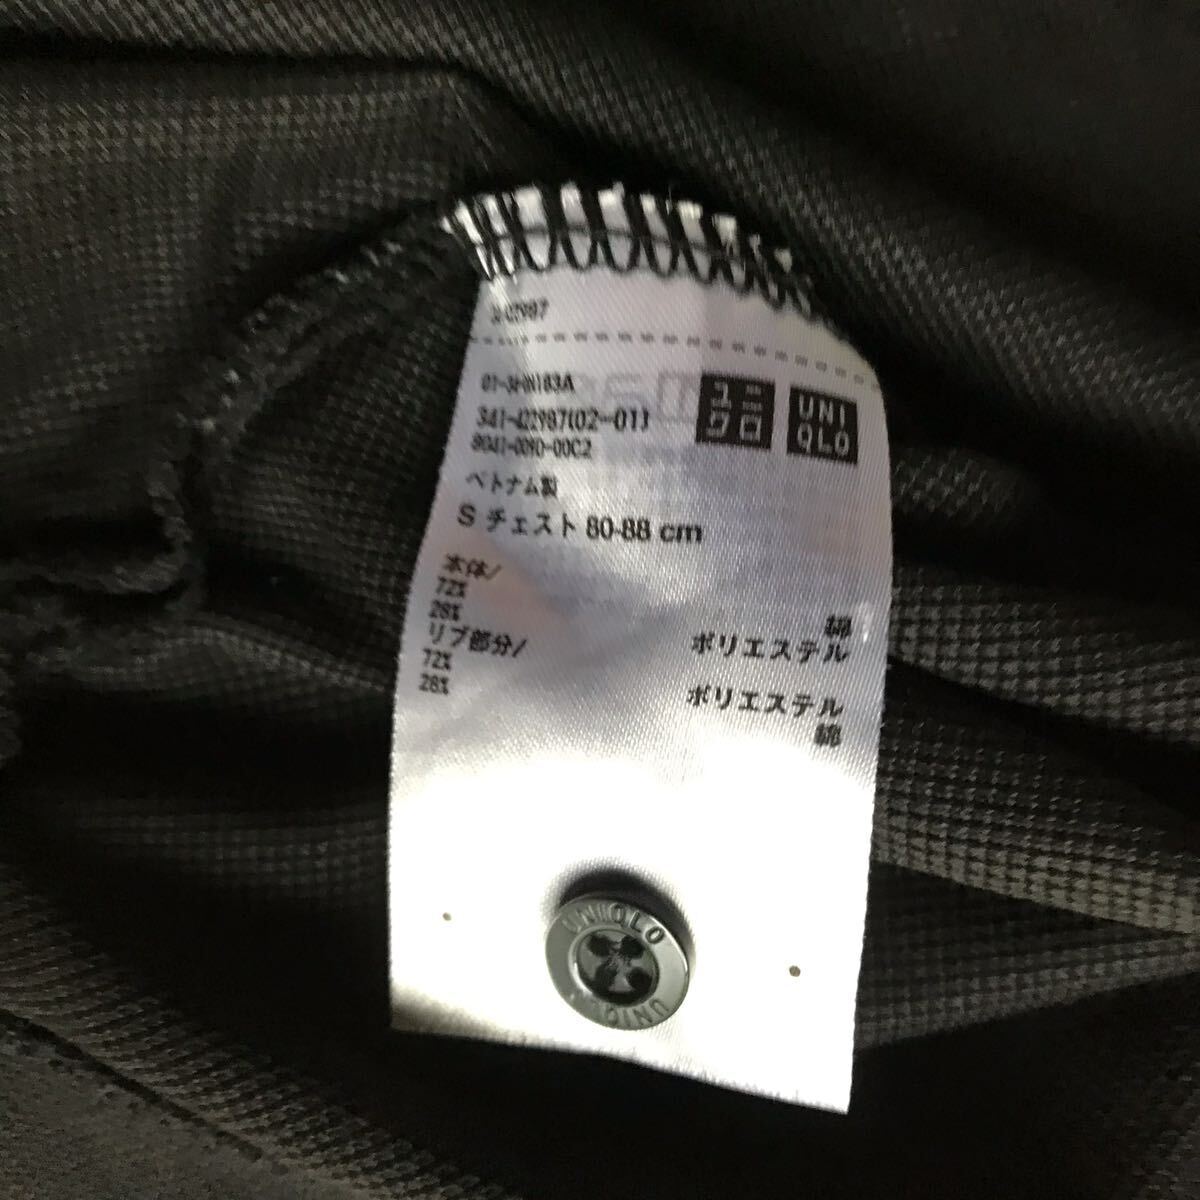 ユニ
クロ
UNI
QLO
341-422987(02-01)
ベトナム製
S チェスト 80-88 cm
本体/
72% 綿
28% ポリエステル
リブ部分/
72% ポリエステル
28% 綿
UNIQLO
UNIQLO